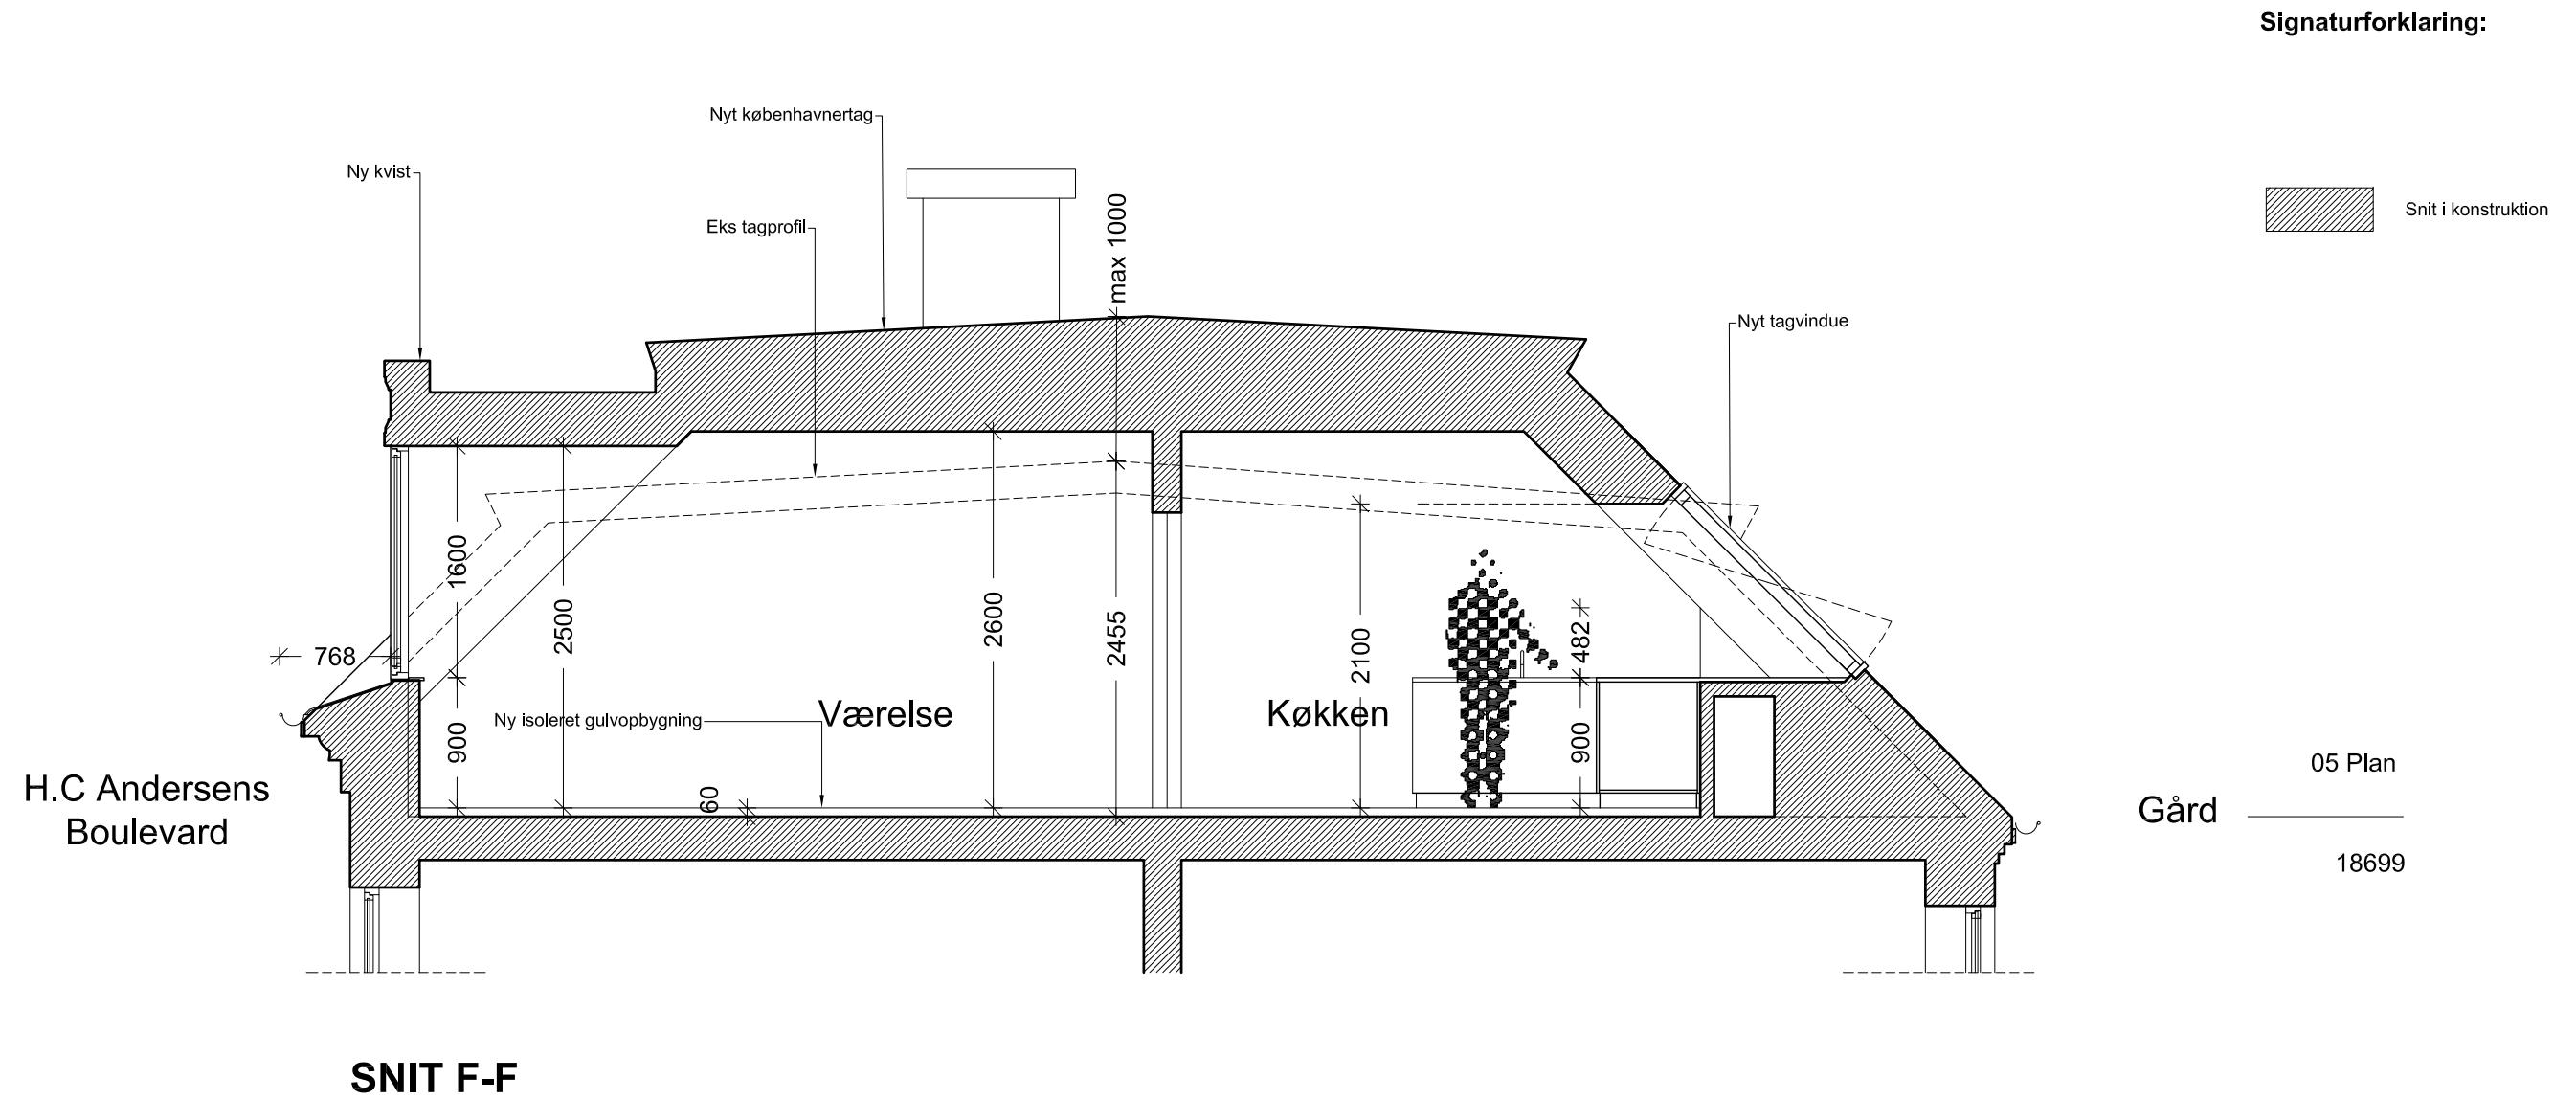 Signaturforklaring:
Nyt københavnertag
Ny kvist
Snit i konstruktion
Eks tagprofil
max 1000
Nyt tagvindue
1600
2500
2600
2455
2100
482
768
900
Ny isoleret gulvopbygning
Værelse
Køkken
900
60
H.C Andersens
Boulevard
Gård
05 Plan
18699
SNIT F-F